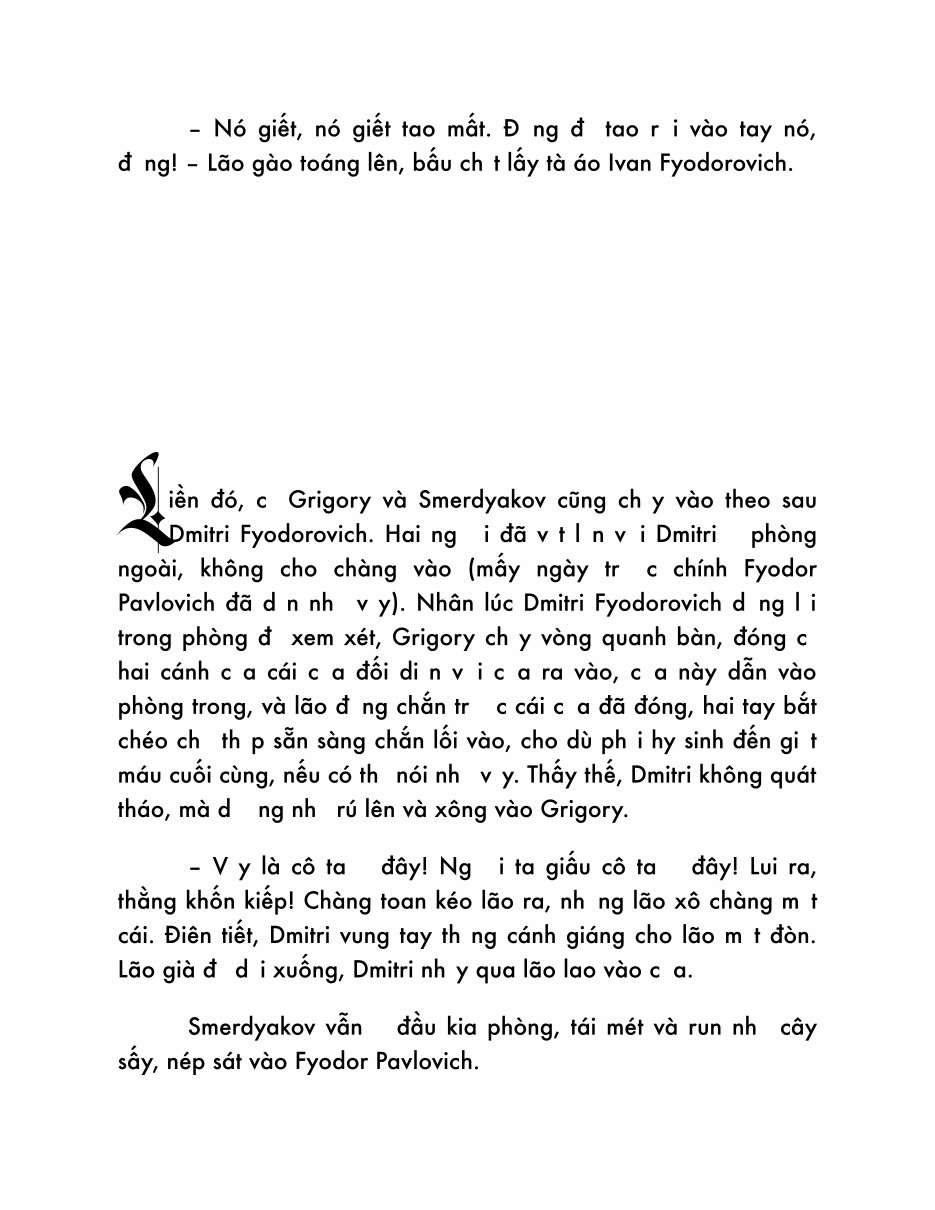 – Nó giết, nó giết tao mất. Đ ng đ tao r i vào tay nó,
đ ng! – Lão gào toáng lên, bấu ch t lấy tà áo Ivan Fyodorovich.
Liền đó, c Grigory và Smerdyakov cũng ch y vào theo sau
Dmitri Fyodorovich. Hai ng i đã v t l n v i Dmitri phòng
ngoài, không cho chàng vào (mấy ngày tr c chính Fyodor
Pavlovich đã d n nh v y). Nhân lúc Dmitri Fyodorovich d ng l i
trong phòng đ xem xét, Grigory ch y vòng quanh bàn, đóng c
hai cánh c a cái c a đối di n v i c a ra vào, c a này dẫn vào
phòng trong, và lão đ ng chắn tr c cái c a đã đóng, hai tay bắt
chéo ch th p sẵn sàng chắn lối vào, cho dù ph i hy sinh đến gi t
máu cuối cùng, nếu có th nói nh v y. Thấy thế, Dmitri không quát
tháo, mà d ng nh rú lên và xông vào Grigory.
– V y là cô ta đây! Ng i ta giấu cô ta đây! Lui ra,
thằng khốn kiếp! Chàng toan kéo lão ra, nh ng lão xô chàng m t
cái. Điên tiết, Dmitri vung tay th ng cánh giáng cho lão m t đòn.
Lão già đ d i xuống, Dmitri nh y qua lão lao vào c a.
Smerdyakov vẫn đầu kia phòng, tái mét và run nh cây
sấy, nép sát vào Fyodor Pavlovich.